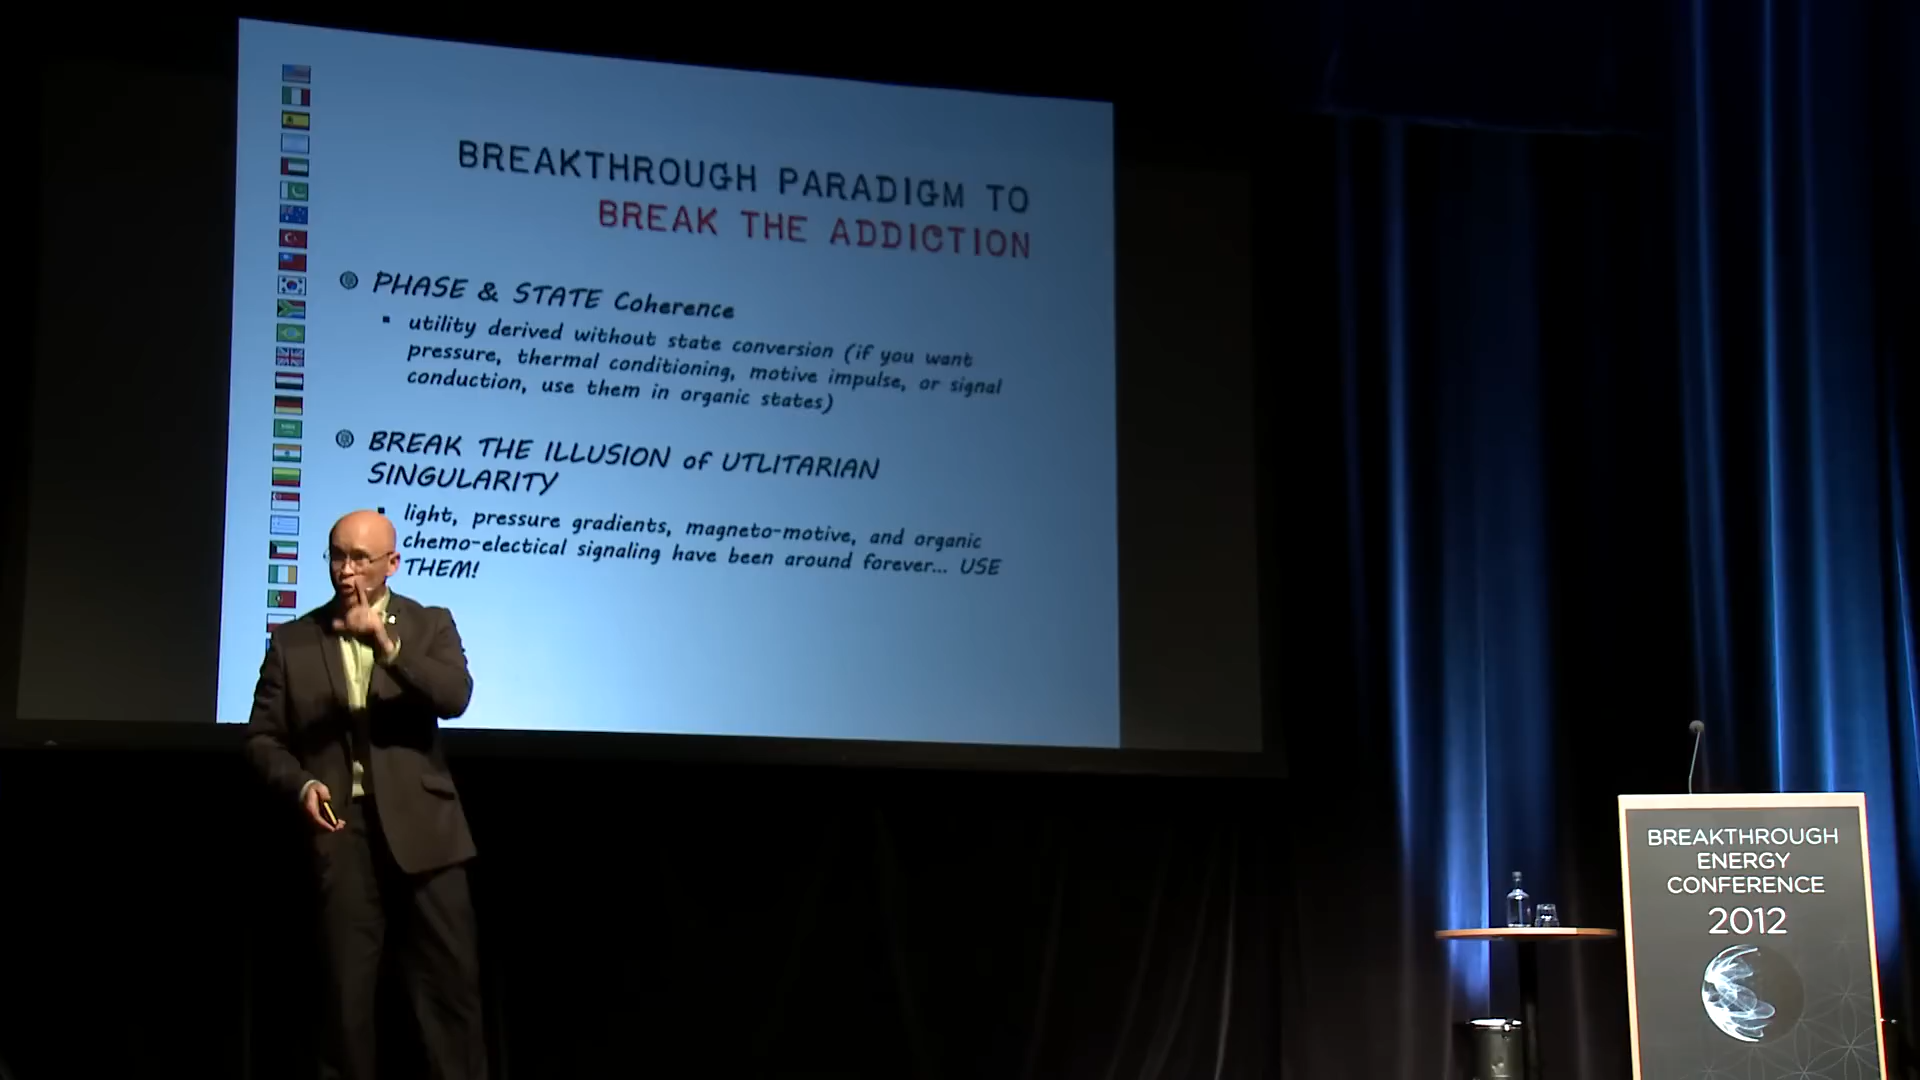 BREAKTHROUGH PARADIGM TO
BREAK THE ADDICTION
PHASE & STATE Coherence
utility derived without state conversion (if you want
pressure, thermal conditioning, motive impulse, or signal
conduction, use them in organic states)
BREAK THE ILLUSION of UTLITARIAN
SINGULARITY
light, pressure gradients, magneto-motive, and organic
chemo-electical signaling have been around forever... USE
THEM!
BREAKTHROUGH
ENERGY
CONFERENCE
2012